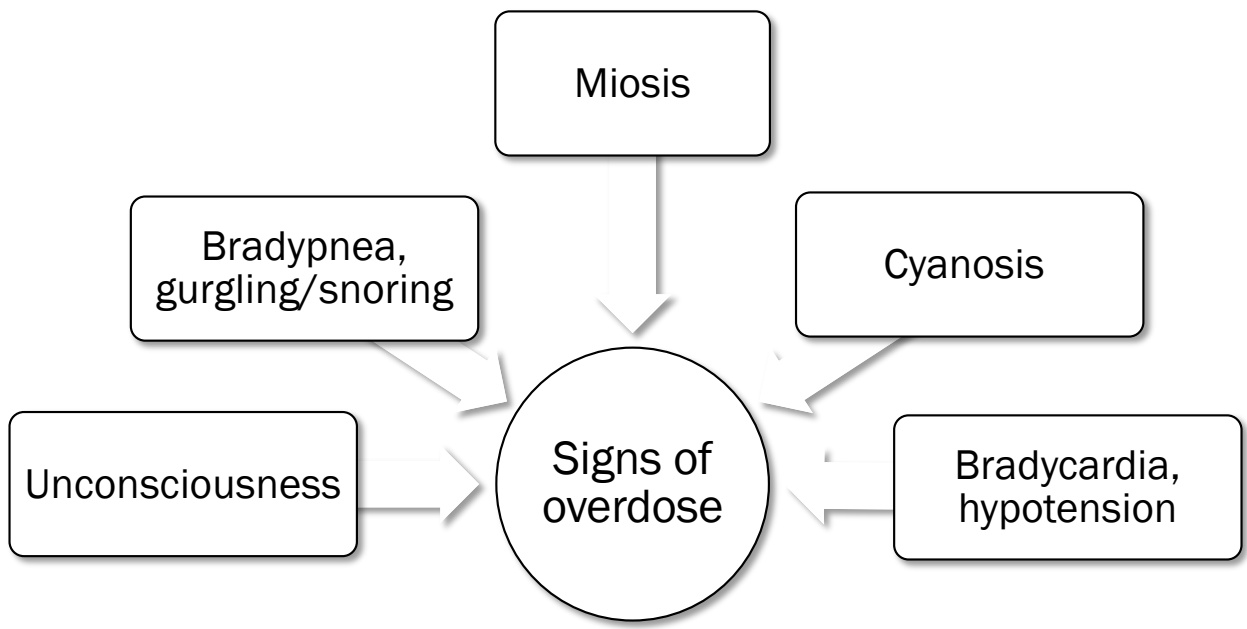 Miosis
Bradypnea,
gurgling/snoring
Cyanosis
Unconsciousness
Signs of
overdose
Bradycardia,
hypotension